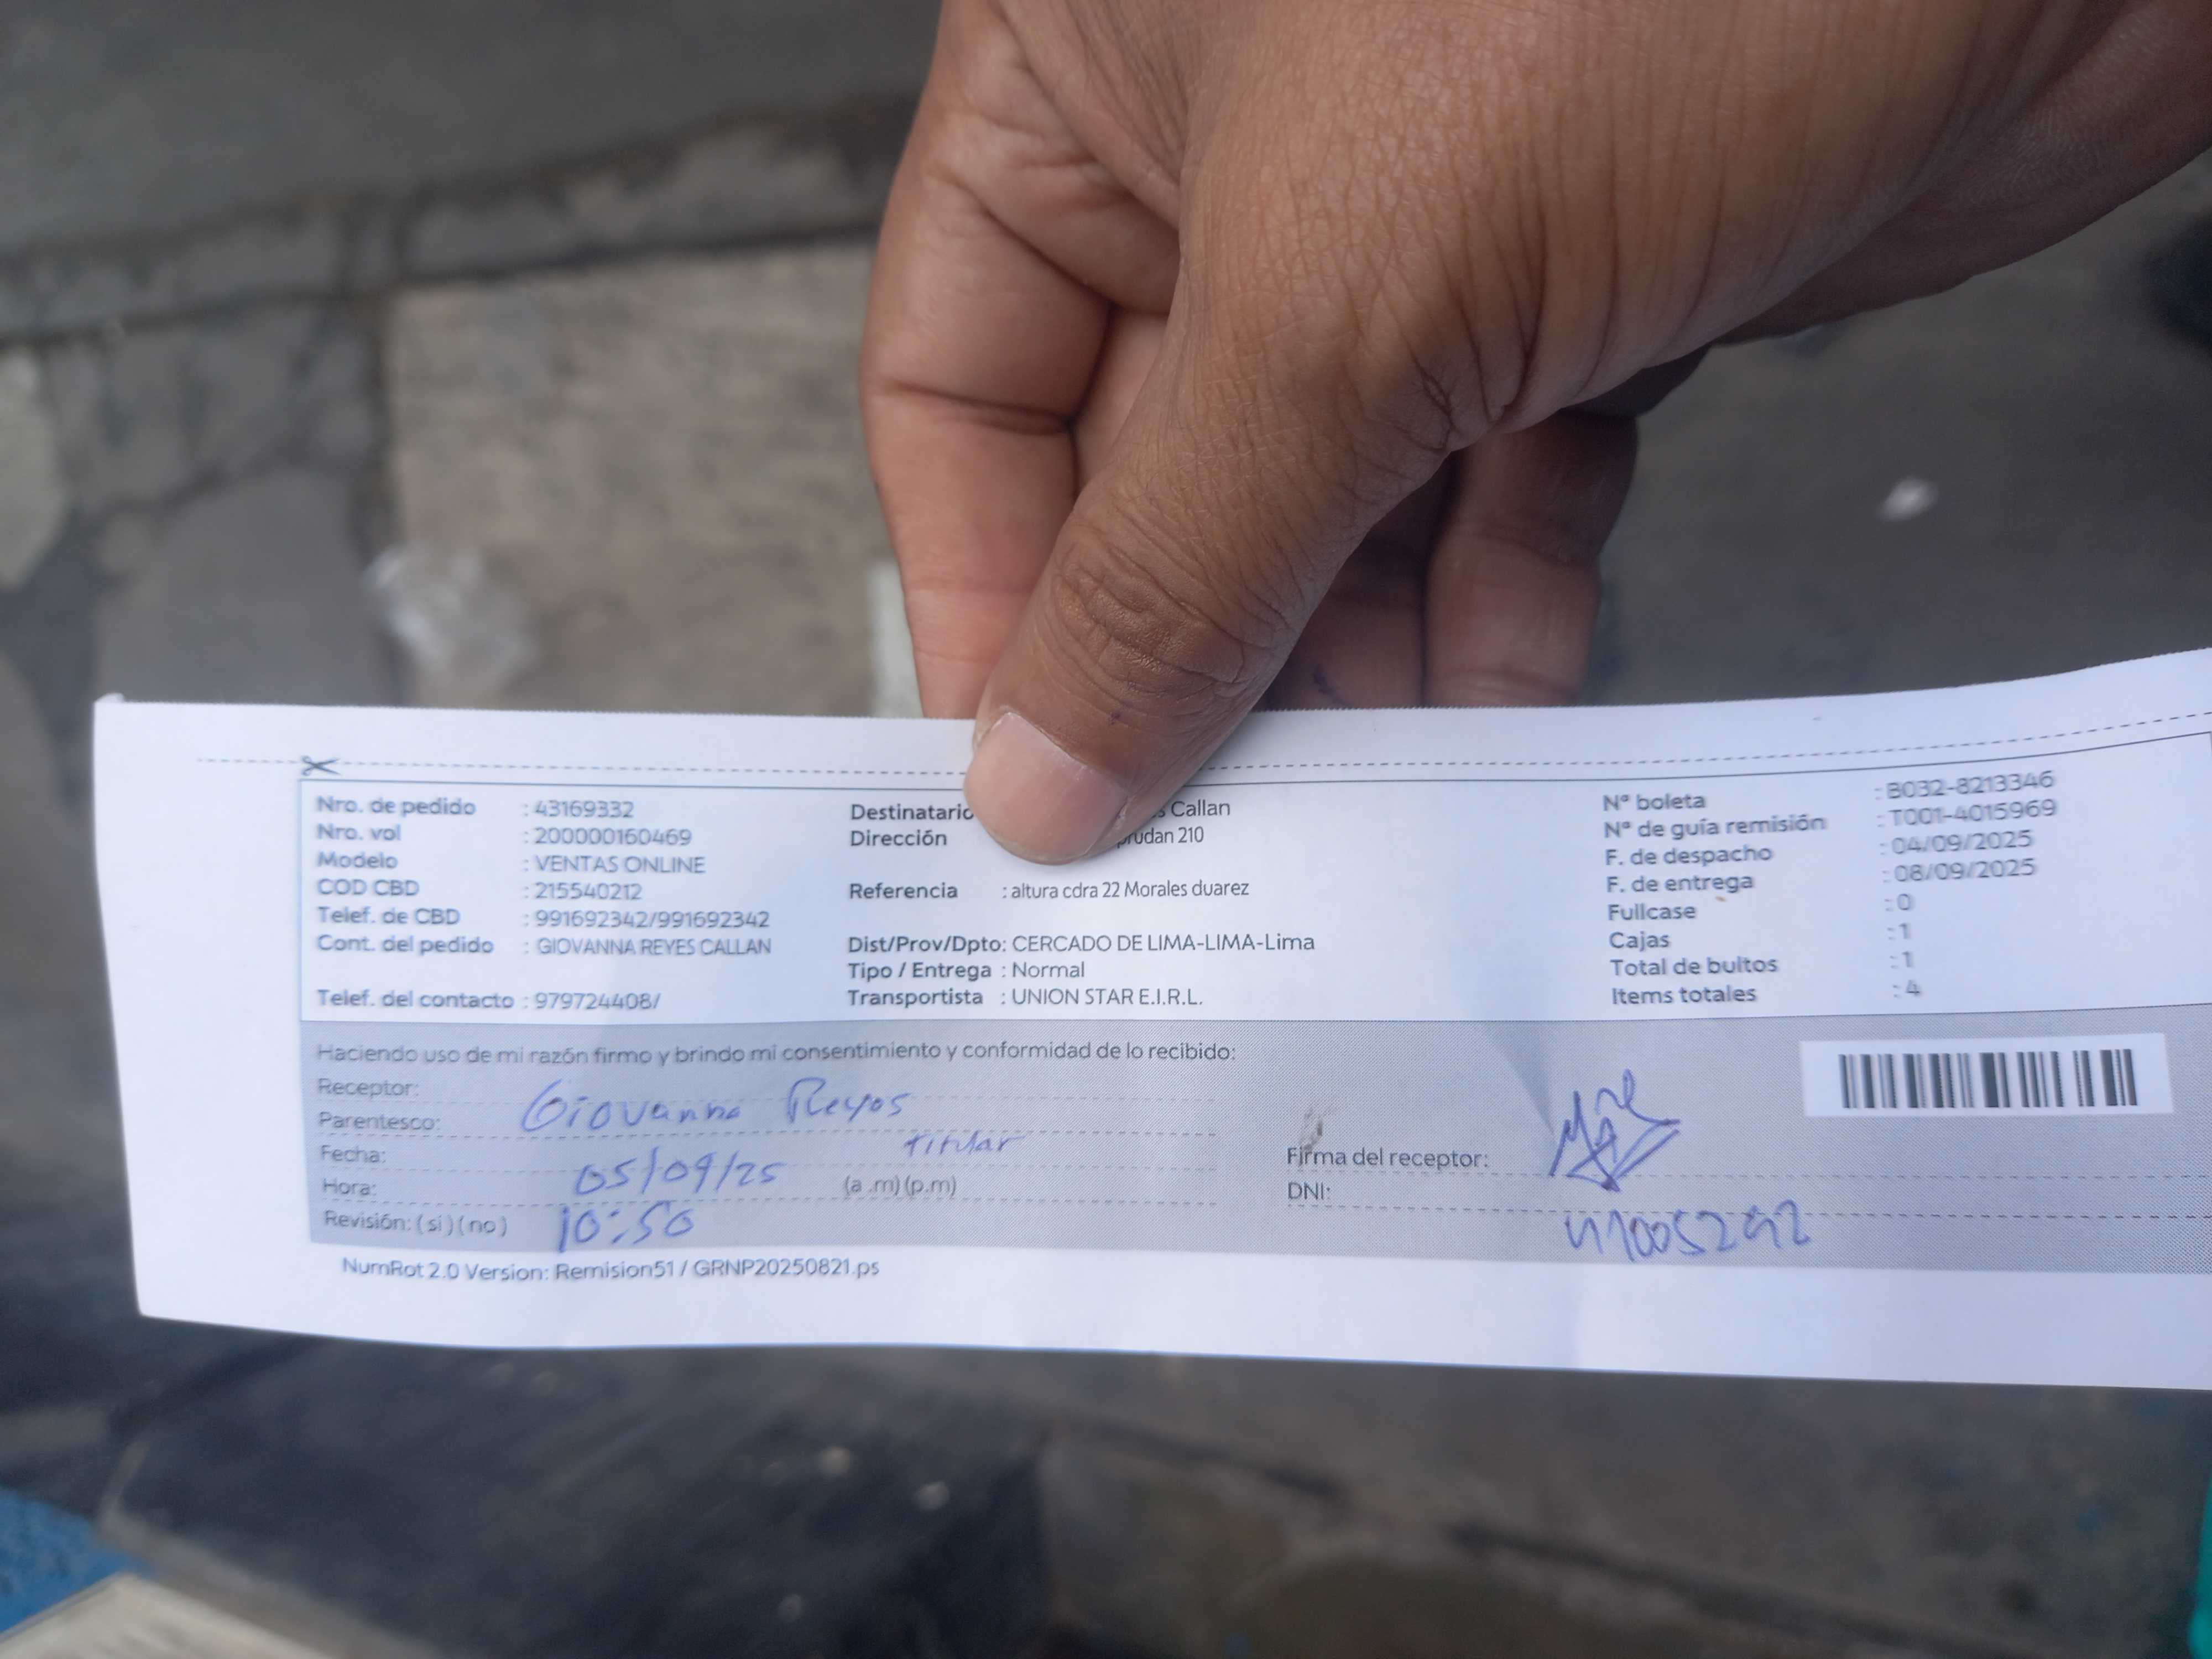 Nro. de pedido : 43169332
Nro. vol : 200000160469
Modelo : VENTAS ONLINE
COD CBD : 215540212
Telef. de CBD : 991692342/991692342
Cont. del pedido : GIOVANNA REYES CALLAN
Telef. del contacto : 979724408/
Destinatario Callan
Dirección 210
Referencia : altura cdra 22 Morales duarez
Dist/Prov/Dpto: CERCADO DE LIMA-LIMA-Lima
Tipo / Entrega : Normal
Transportista : UNION STAR E.I.R.L.
Nº boleta : B032-8213346
Nº de guía remisión : T001-4015969
F. de despacho : 04/09/2025
F. de entrega : 08/09/2025
Fullcase : 0
Cajas : 1
Total de bultos : 1
Items totales : 4
Haciendo uso de mi razón firmo y brindo mi consentimiento y conformidad de lo recibido:
Receptor: Giovanna Reyes
Parentesco: titular
Fecha: 05/09/25
Hora: 10:50 (a .m) (p.m)
Revisión: ( si ) ( no )
Firma del receptor:
DNI:
NumRot 2.0 Version: Remision51 / GRNP20250821.ps